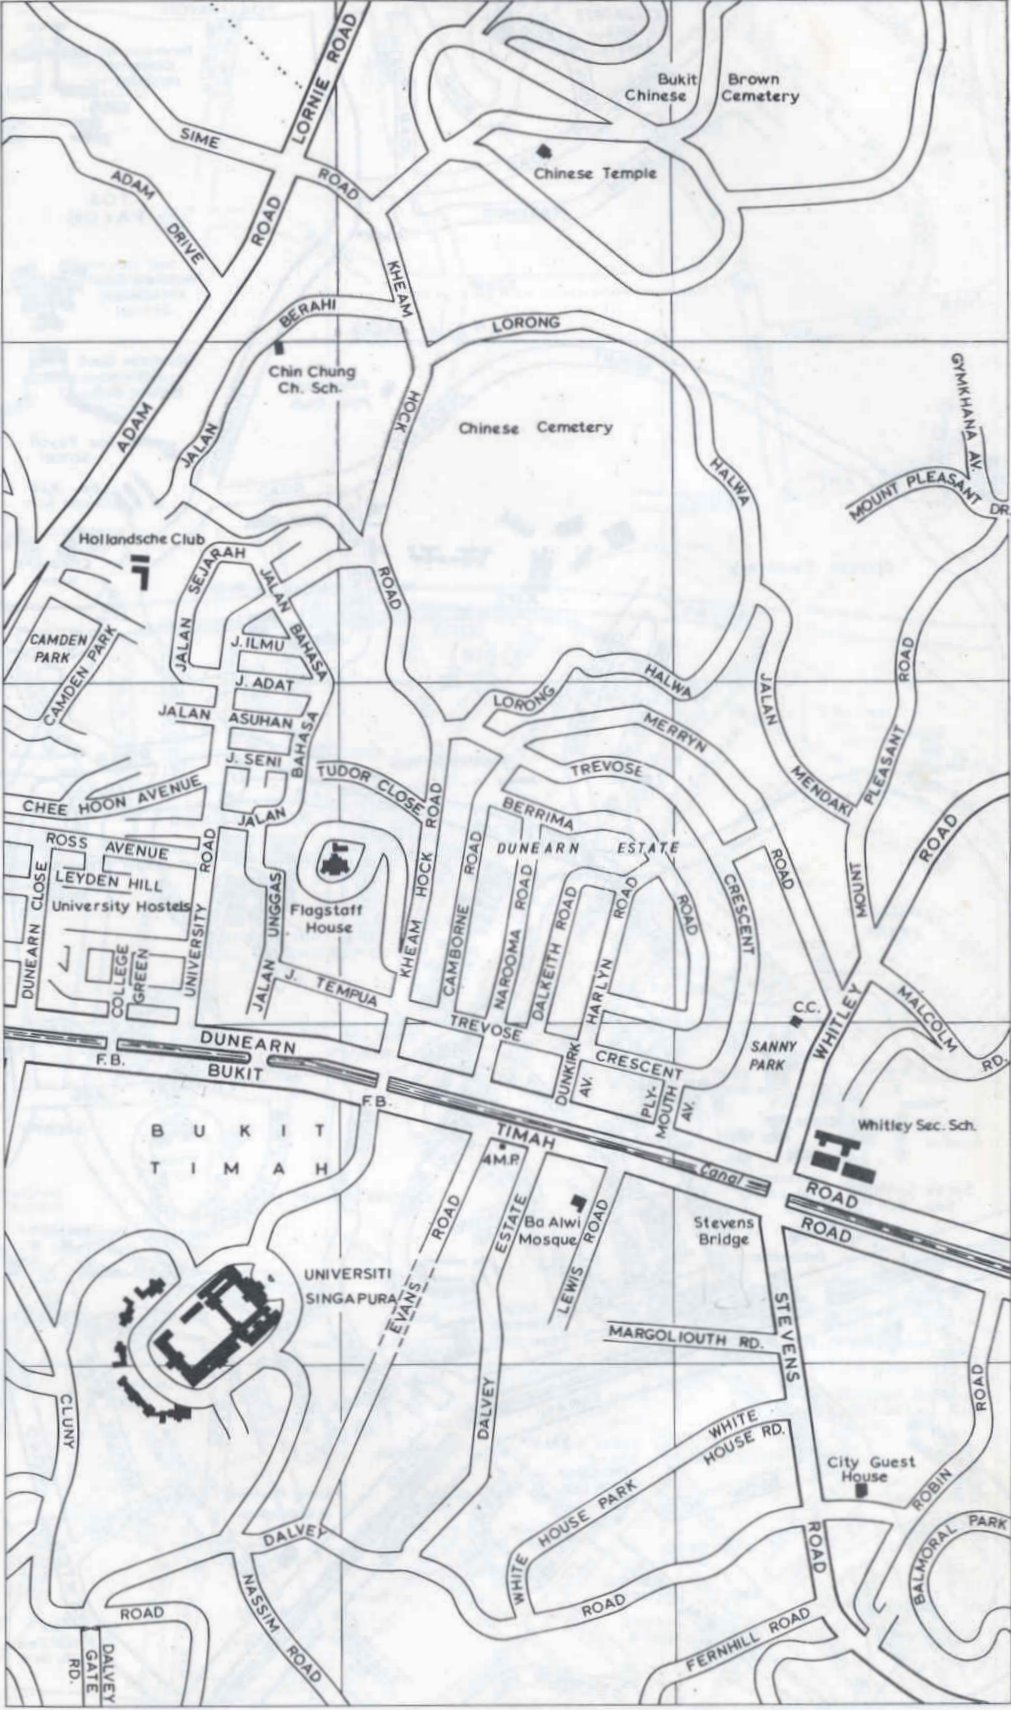 LORNIE ROAD
Bukit Brown
Chinese Cemetery
SIME
ROAD
Chinese Temple
ADAM
DRIVE
ROAD
KHEAM
BERAHI
LORONG
Chin Chung
Ch. Sch.
GYMKHANA AV.
HOCK
ADAM
JALAN
Chinese Cemetery
HALWA
MOUNT PLEASANT
DR.
Hollandsche Club
SEJARAH
JALAN
ROAD
BAHASA
CAMDEN
PARK
CAMDEN PARK
JALAN
J. ILMU
J. ADAT
HALWA
LORONG
JALAN
ROAD
JALAN ASUHAN
MERRYN
BAHASA
J. SENI
TUDOR CLOSE
TREVOSE
PLEASANT
MENDAKI
CHEE HOON AVENUE
JALAN
ROAD
BERRIMA
ROAD
ROSS AVENUE
ROAD
ROAD
DUNEARN ESTATE
ROAD
LEYDEN HILL
University Hostels
DUNEARN CLOSE
UNGGAS
Flagstaff
House
HOCK
ROAD
ROAD
ROAD
ROAD
CRESCENT
MOUNT
COLLEGE
GREEN
UNIVERSITY
JALAN
J. TEMPUA
KHEAM
CAMBORNE
NAROOMA
DALKEITH
HARLYN
C.C.
WHITLEY
MALCOLM
RD.
DUNEARN
TREVOSE
SANNY
PARK
F.B.
BUKIT
DUNKIRK
AV.
CRESCENT
PLY-
MOUTH
AV.
F.B.
BUKIT
TIMAH
TIMAH
Whitley Sec. Sch.
4M.P.
Canal
ROAD
ROAD
ROAD
ESTATE
Ba Alwi
Mosque
ROAD
Stevens
Bridge
UNIVERSITI
SINGAPURA
EVANS
LEWIS
STEVENS
MARGOLIOUTH RD.
CLUNY
DALVEY
ROAD
WHITE
HOUSE RD.
City Guest
House
HOUSE PARK
WHITE
ROBIN
DALVEY
ROAD
BALMORAL PARK
NASSIM ROAD
ROAD
ROAD
DALVEY
GATE
RD.
FERNHILL ROAD